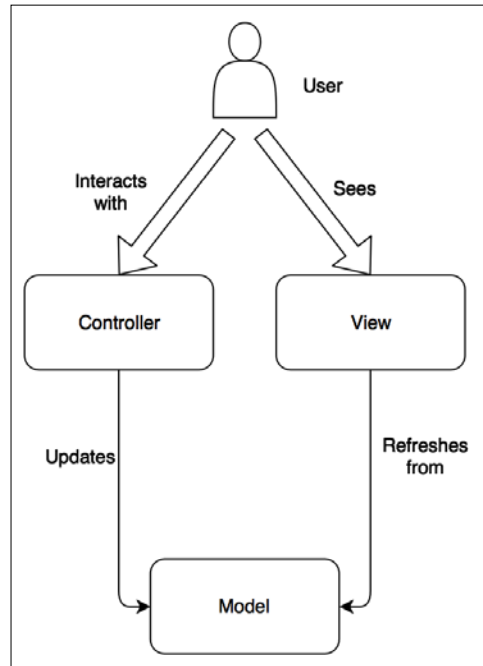 User
Interacts
with
Sees
Controller
View
Updates
Refreshes
from
Model